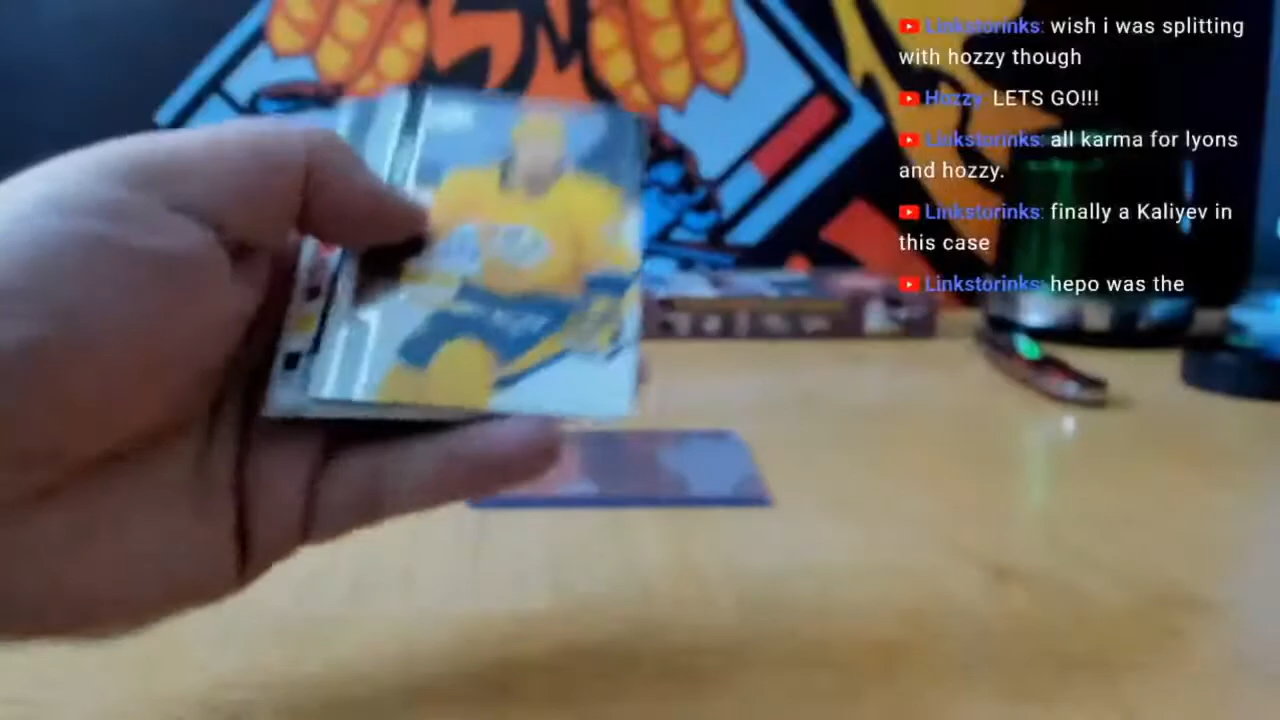 Linkstorinks: wish i was splitting
with hozzy though
Hozzy: LETS GO!!!
Linkstorinks: all karma for lyons
and hozzy.
Linkstorinks: finally a Kaliyev in
this case
Linkstorinks: hepo was the